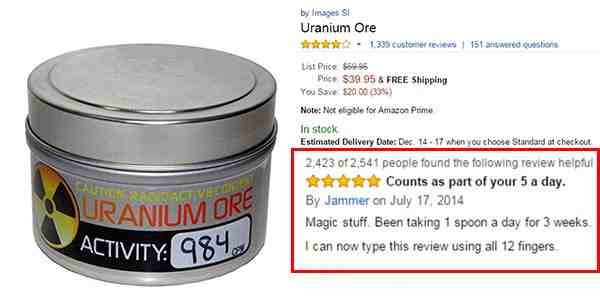 CAUTION RADIOACTIVE CONTENT
URANIUM ORE
ACTIVITY: 984 CPM
by Images SI
Uranium Ore
1,339 customer reviews | 151 answered questions
List Price: $59.95
Price: $39.95 & FREE Shipping
You Save: $20.00 (33%)
Note: Not eligible for Amazon Prime.
In stock.
Estimated Delivery Date: Dec. 14 - 17 when you choose Standard at checkout.
2,423 of 2,541 people found the following review helpful
Counts as part of your 5 a day.
By Jammer on July 17, 2014
Magic stuff. Been taking 1 spoon a day for 3 weeks.
I can now type this review using all 12 fingers.